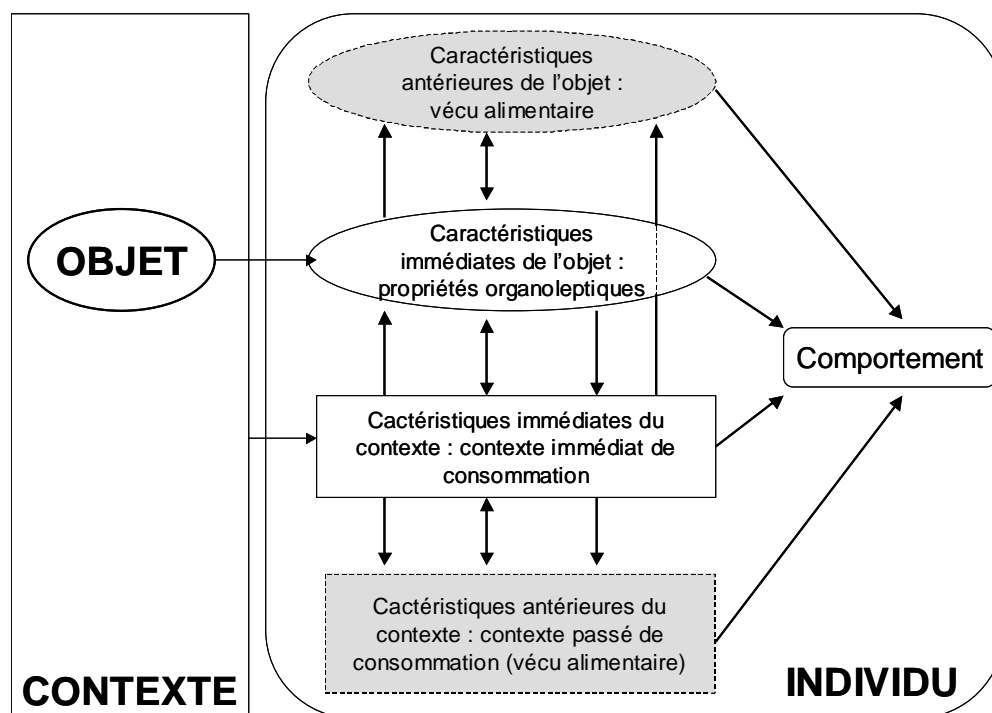 Caractéristiques
antérieures de l'objet :
vécu alimentaire
OBJET
Caractéristiques
immédiates de l'objet :
propriétés organoleptiques
Comportement
Cactéristiques immédiates du
contexte : contexte immédiat de
consommation
Cactéristiques antérieures du
contexte : contexte passé de
consommation (vécu alimentaire)
CONTEXTE
INDIVIDU